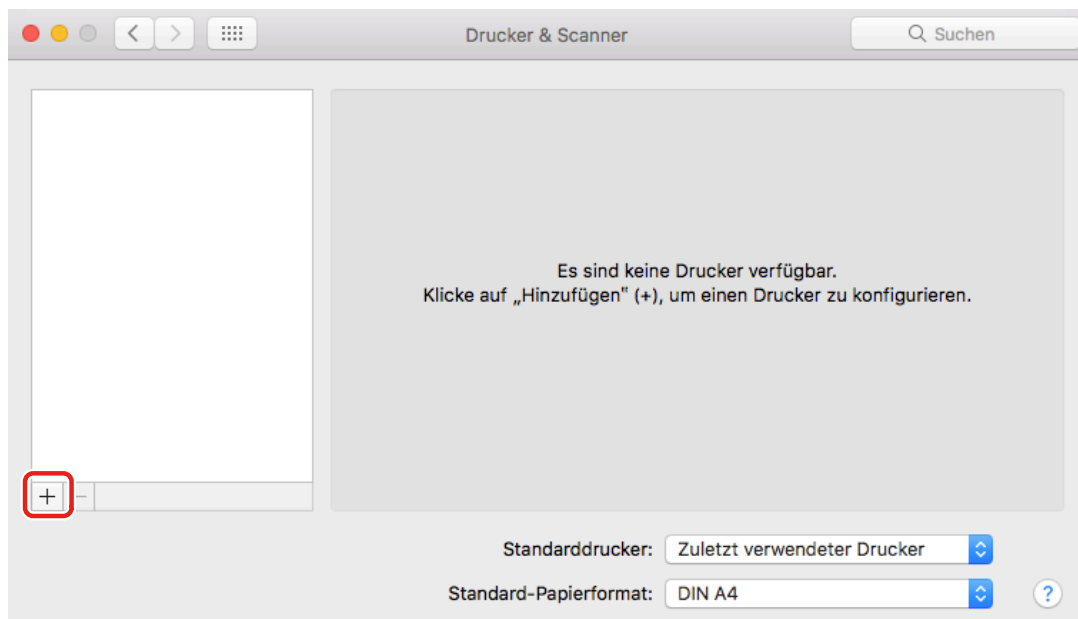 Drucker & Scanner
Suchen
Es sind keine Drucker verfügbar.
Klicke auf „Hinzufügen“ (+), um einen Drucker zu konfigurieren.
+ −
Standarddrucker: Zuletzt verwendeter Drucker
Standard-Papierformat: DIN A4 ?